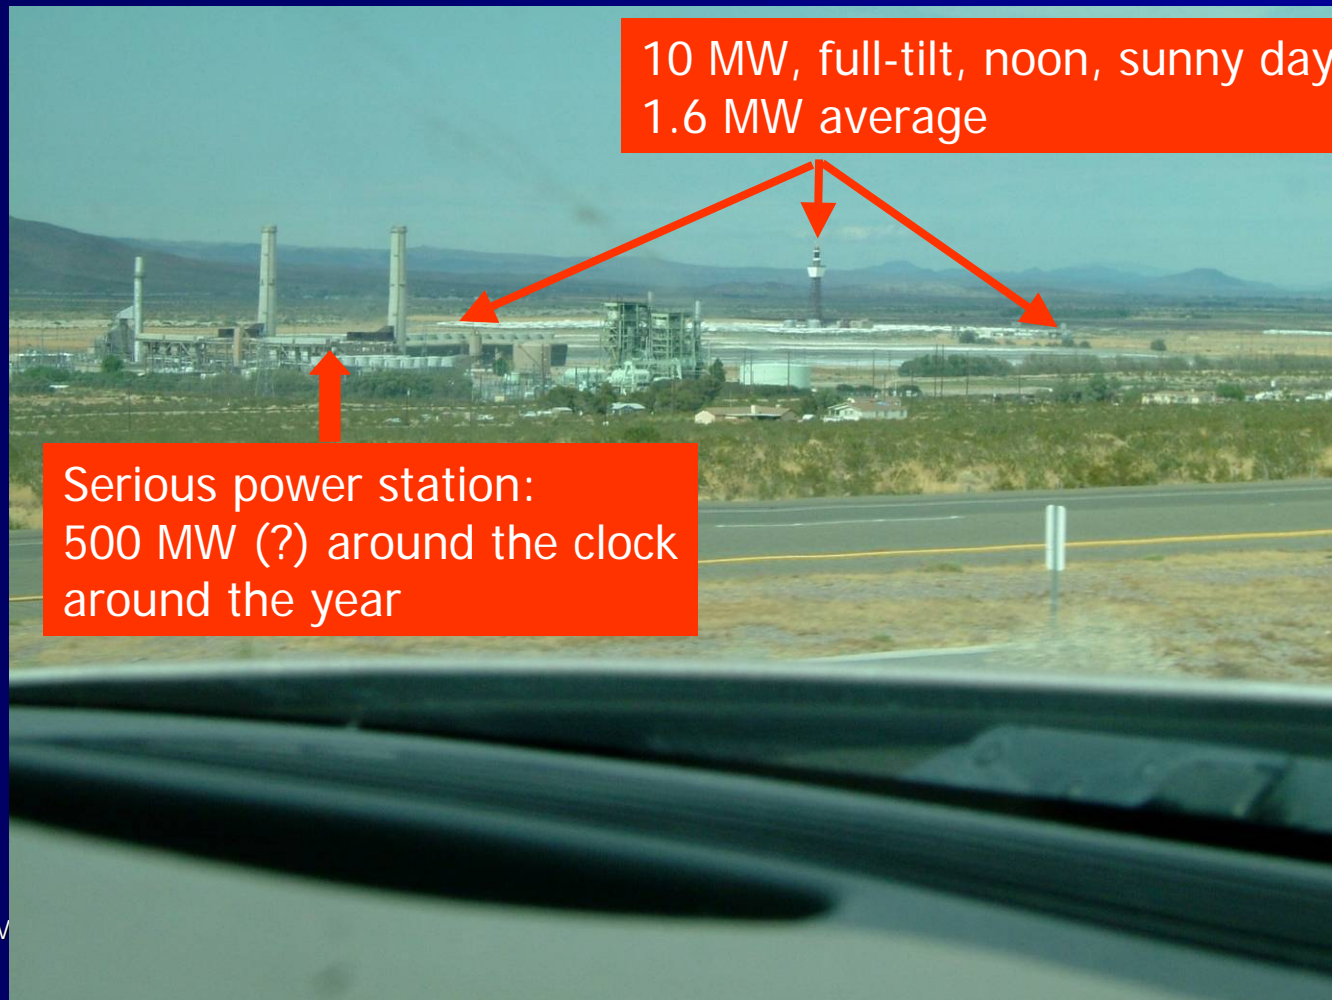 10 MW, full-tilt, noon, sunny day
1.6 MW average
Serious power station:
500 MW (?) around the clock
around the year